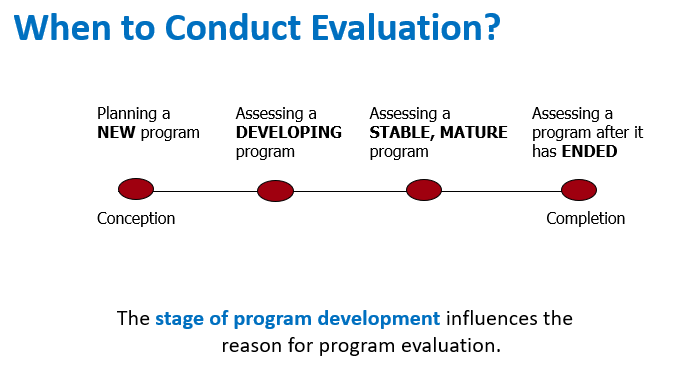 When to Conduct Evaluation?
Planning a
NEW program
Assessing a
DEVELOPING
program
Assessing a
STABLE, MATURE
program
Assessing a
program after it
has ENDED
Conception
Completion
The stage of program development influences the
reason for program evaluation.